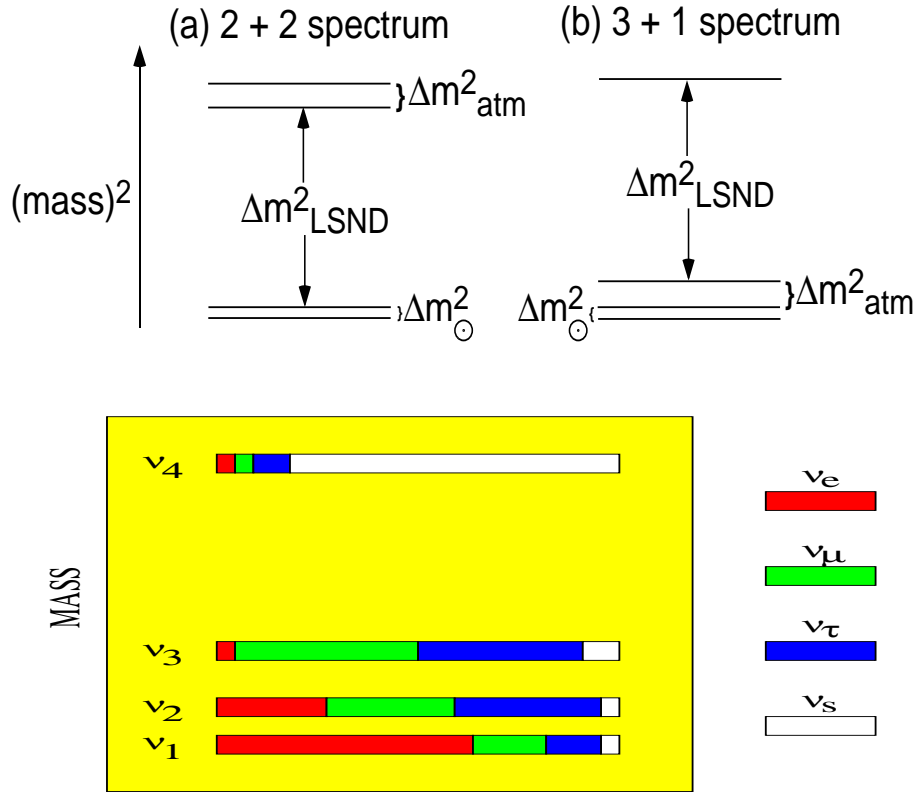 (a) 2 + 2 spectrum
(b) 3 + 1 spectrum
(mass)²
Δm²atm
Δm²LSND
Δm²⊙
Δm²LSND
Δm²atm
Δm²⊙
MASS
ν4
ν3
ν2
ν1
νe
νμ
ντ
νs